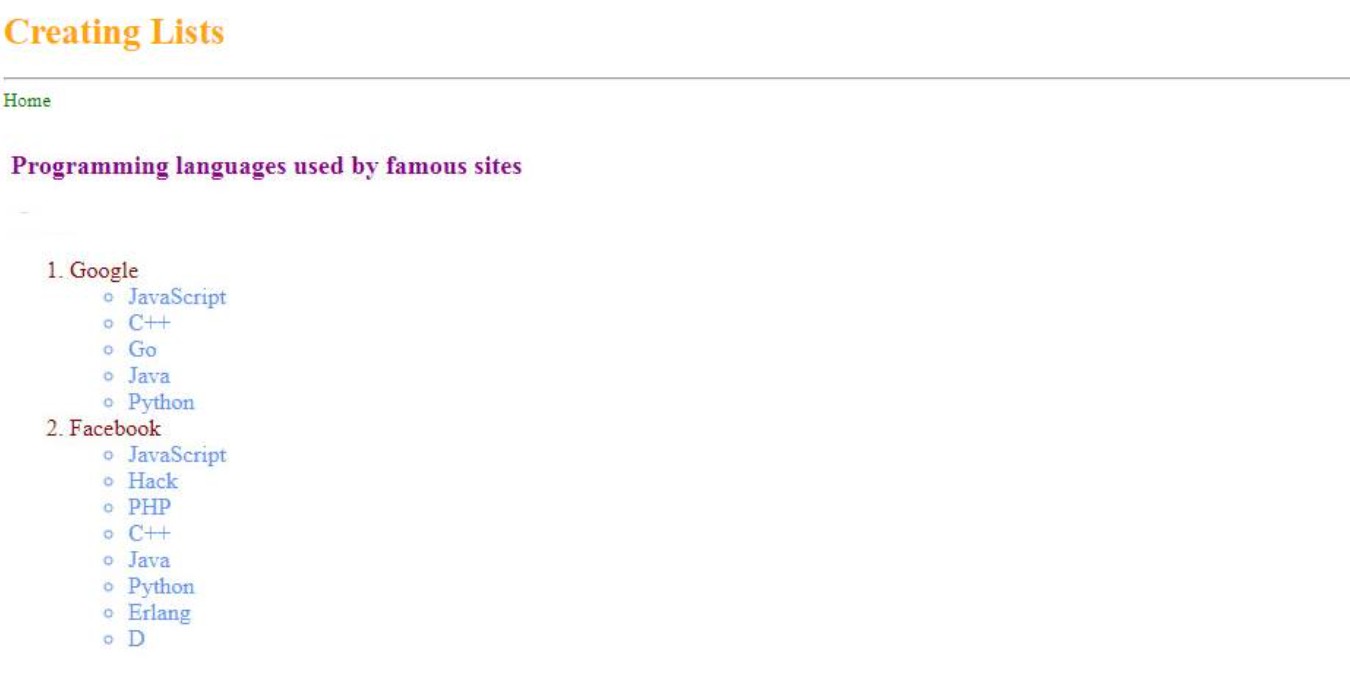 Creating Lists
Home
Programming languages used by famous sites
1. Google
JavaScript
C++
Go
Java
Python
2. Facebook
JavaScript
Hack
PHP
C++
Java
Python
Erlang
D